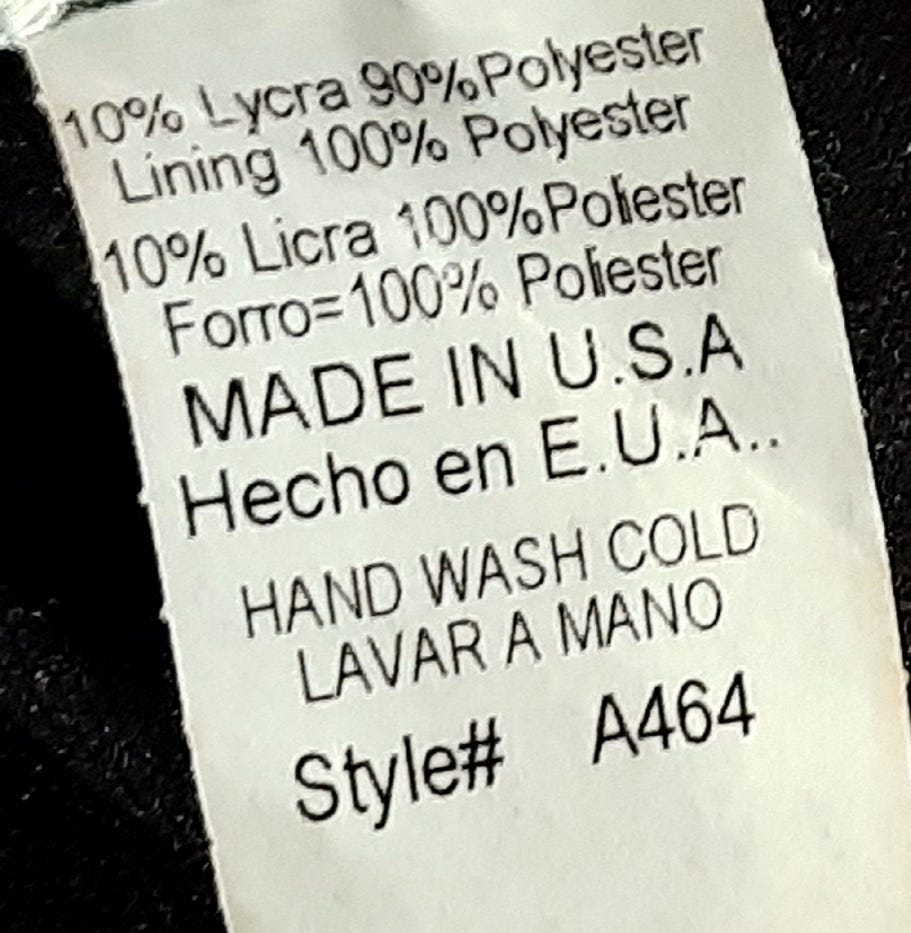 10% Lycra 90%Polyester
Lining 100% Polyester
10% Licra 100%Poliester
Forro=100% Poliester
MADE IN U.S.A
Hecho en E.U.A..
HAND WASH COLD
LAVAR A MANO
Style# A464